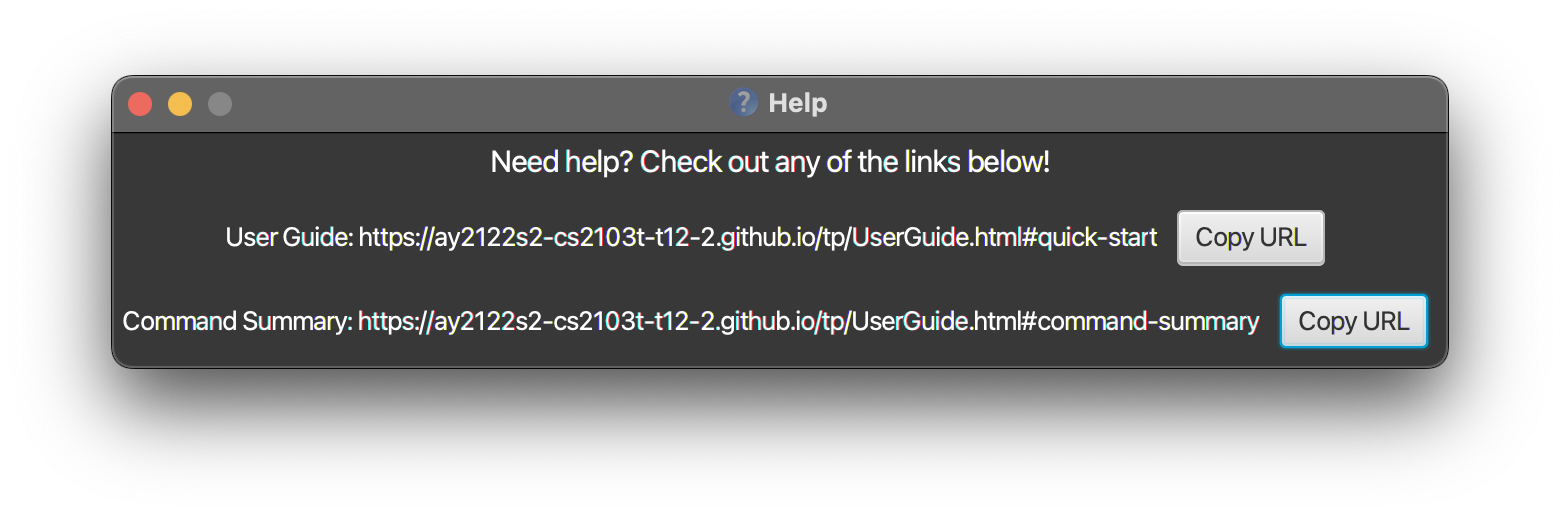 Help
Need help? Check out any of the links below!
User Guide: https://ay2122s2-cs2103t-t12-2.github.io/tp/UserGuide.html#quick-start Copy URL
Command Summary: https://ay2122s2-cs2103t-t12-2.github.io/tp/UserGuide.html#command-summary Copy URL